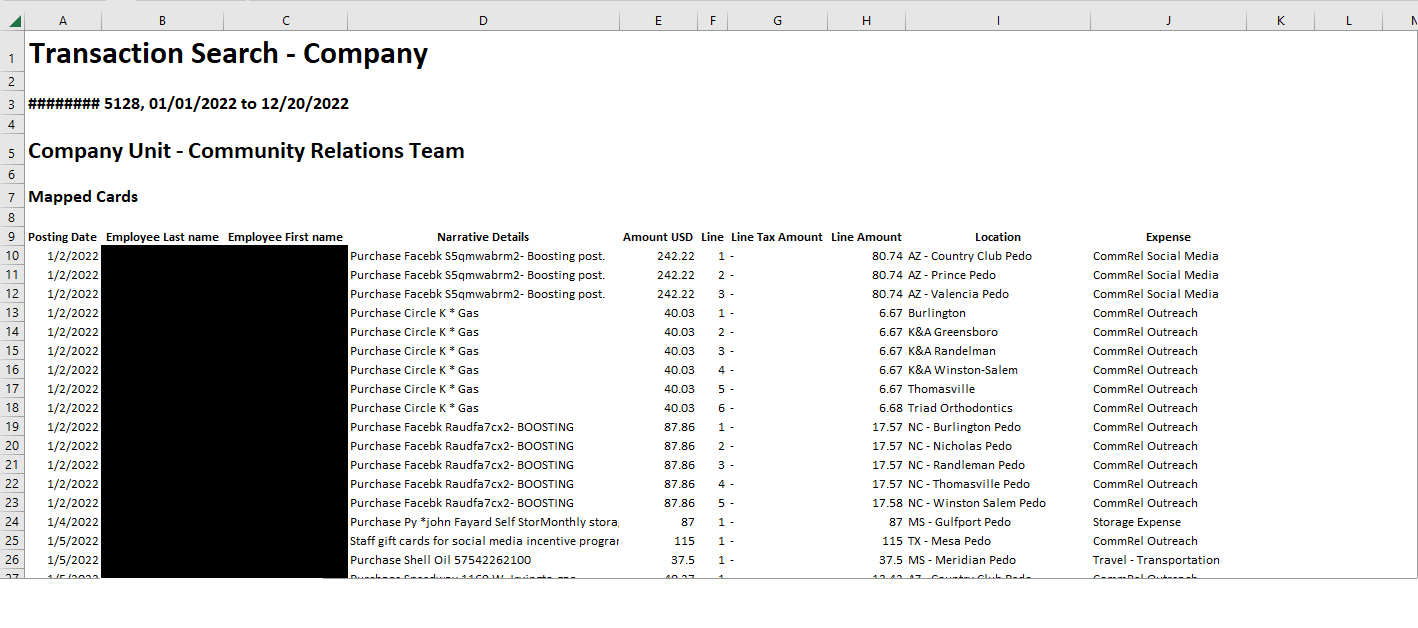 A B C D E F G H I J K L
1 Transaction Search - Company
2
3 ######## 5128, 01/01/2022 to 12/20/2022
4
5 Company Unit - Community Relations Team
6
7 Mapped Cards
8
9 Posting Date Employee Last name Employee First name Narrative Details Amount USD Line Line Tax Amount Line Amount Location Expense
10 1/2/2022 Purchase Facebk S5qmwabrm2- Boosting post. 242.22 1 - 80.74 AZ - Country Club Pedo CommRel Social Media
11 1/2/2022 Purchase Facebk S5qmwabrm2- Boosting post. 242.22 2 - 80.74 AZ - Prince Pedo CommRel Social Media
12 1/2/2022 Purchase Facebk S5qmwabrm2- Boosting post. 242.22 3 - 80.74 AZ - Valencia Pedo CommRel Social Media
13 1/2/2022 Purchase Circle K * Gas 40.03 1 - 6.67 Burlington CommRel Outreach
14 1/2/2022 Purchase Circle K * Gas 40.03 2 - 6.67 K&A Greensboro CommRel Outreach
15 1/2/2022 Purchase Circle K * Gas 40.03 3 - 6.67 K&A Randelman CommRel Outreach
16 1/2/2022 Purchase Circle K * Gas 40.03 4 - 6.67 K&A Winston-Salem CommRel Outreach
17 1/2/2022 Purchase Circle K * Gas 40.03 5 - 6.67 Thomasville CommRel Outreach
18 1/2/2022 Purchase Circle K * Gas 40.03 6 - 6.68 Triad Orthodontics CommRel Outreach
19 1/2/2022 Purchase Facebk Raudfa7cx2- BOOSTING 87.86 1 - 17.57 NC - Burlington Pedo CommRel Outreach
20 1/2/2022 Purchase Facebk Raudfa7cx2- BOOSTING 87.86 2 - 17.57 NC - Nicholas Pedo CommRel Outreach
21 1/2/2022 Purchase Facebk Raudfa7cx2- BOOSTING 87.86 3 - 17.57 NC - Randleman Pedo CommRel Outreach
22 1/2/2022 Purchase Facebk Raudfa7cx2- BOOSTING 87.86 4 - 17.57 NC - Thomasville Pedo CommRel Outreach
23 1/2/2022 Purchase Facebk Raudfa7cx2- BOOSTING 87.86 5 - 17.58 NC - Winston Salem Pedo CommRel Outreach
24 1/4/2022 Purchase Py *john Fayard Self StorMonthly stora 87 1 - 87 MS - Gulfport Pedo Storage Expense
25 1/5/2022 Staff gift cards for social media incentive progra 115 1 - 115 TX - Mesa Pedo CommRel Outreach
26 1/5/2022 Purchase Shell Oil 57542262100 37.5 1 - 37.5 MS - Meridian Pedo Travel - Transportation